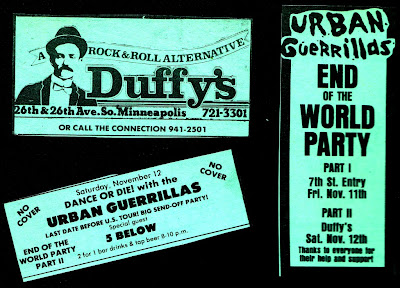 A ROCK & ROLL ALTERNATIVE
Duffy's
26th & 26th Ave. So. Minneapolis 721-3301
OR CALL THE CONNECTION 941-2501
URBAN
Guerrillas
END
OF THE
WORLD
PARTY
PART I
7th St. Entry
Fri. Nov. 11th
PART II
Duffy's
Sat. Nov. 12th
Thanks to everyone for
their help and support
NO
COVER
Saturday, November 12
DANCE OR DIE! with the
URBAN GUERRILLAS
LAST DATE BEFORE U.S. TOUR! BIG SEND-OFF PARTY!
Special guest
5 BELOW
2 for 1 bar drinks & tap beer 8-10 p.m.
END OF THE
WORLD PARTY
PART II
NO
COVER